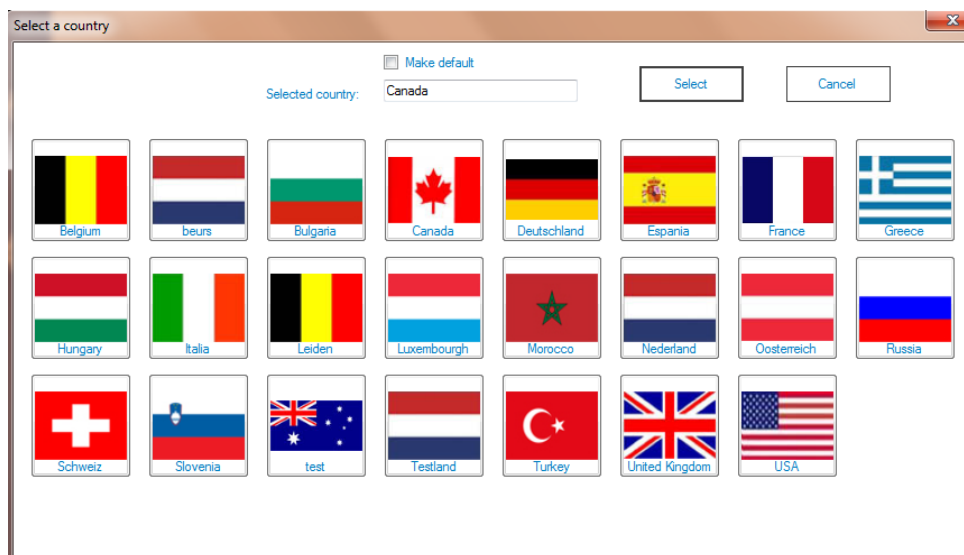 Select a country
Make default
Selected country: Canada Select Cancel
Belgium beurs Bulgaria Canada Deutschland Espania France Greece
Hungary Italia Leiden Luxembourgh Morocco Nederland Oosterreich Russia
Schweiz Slovenia test Testland Turkey United Kingdom USA